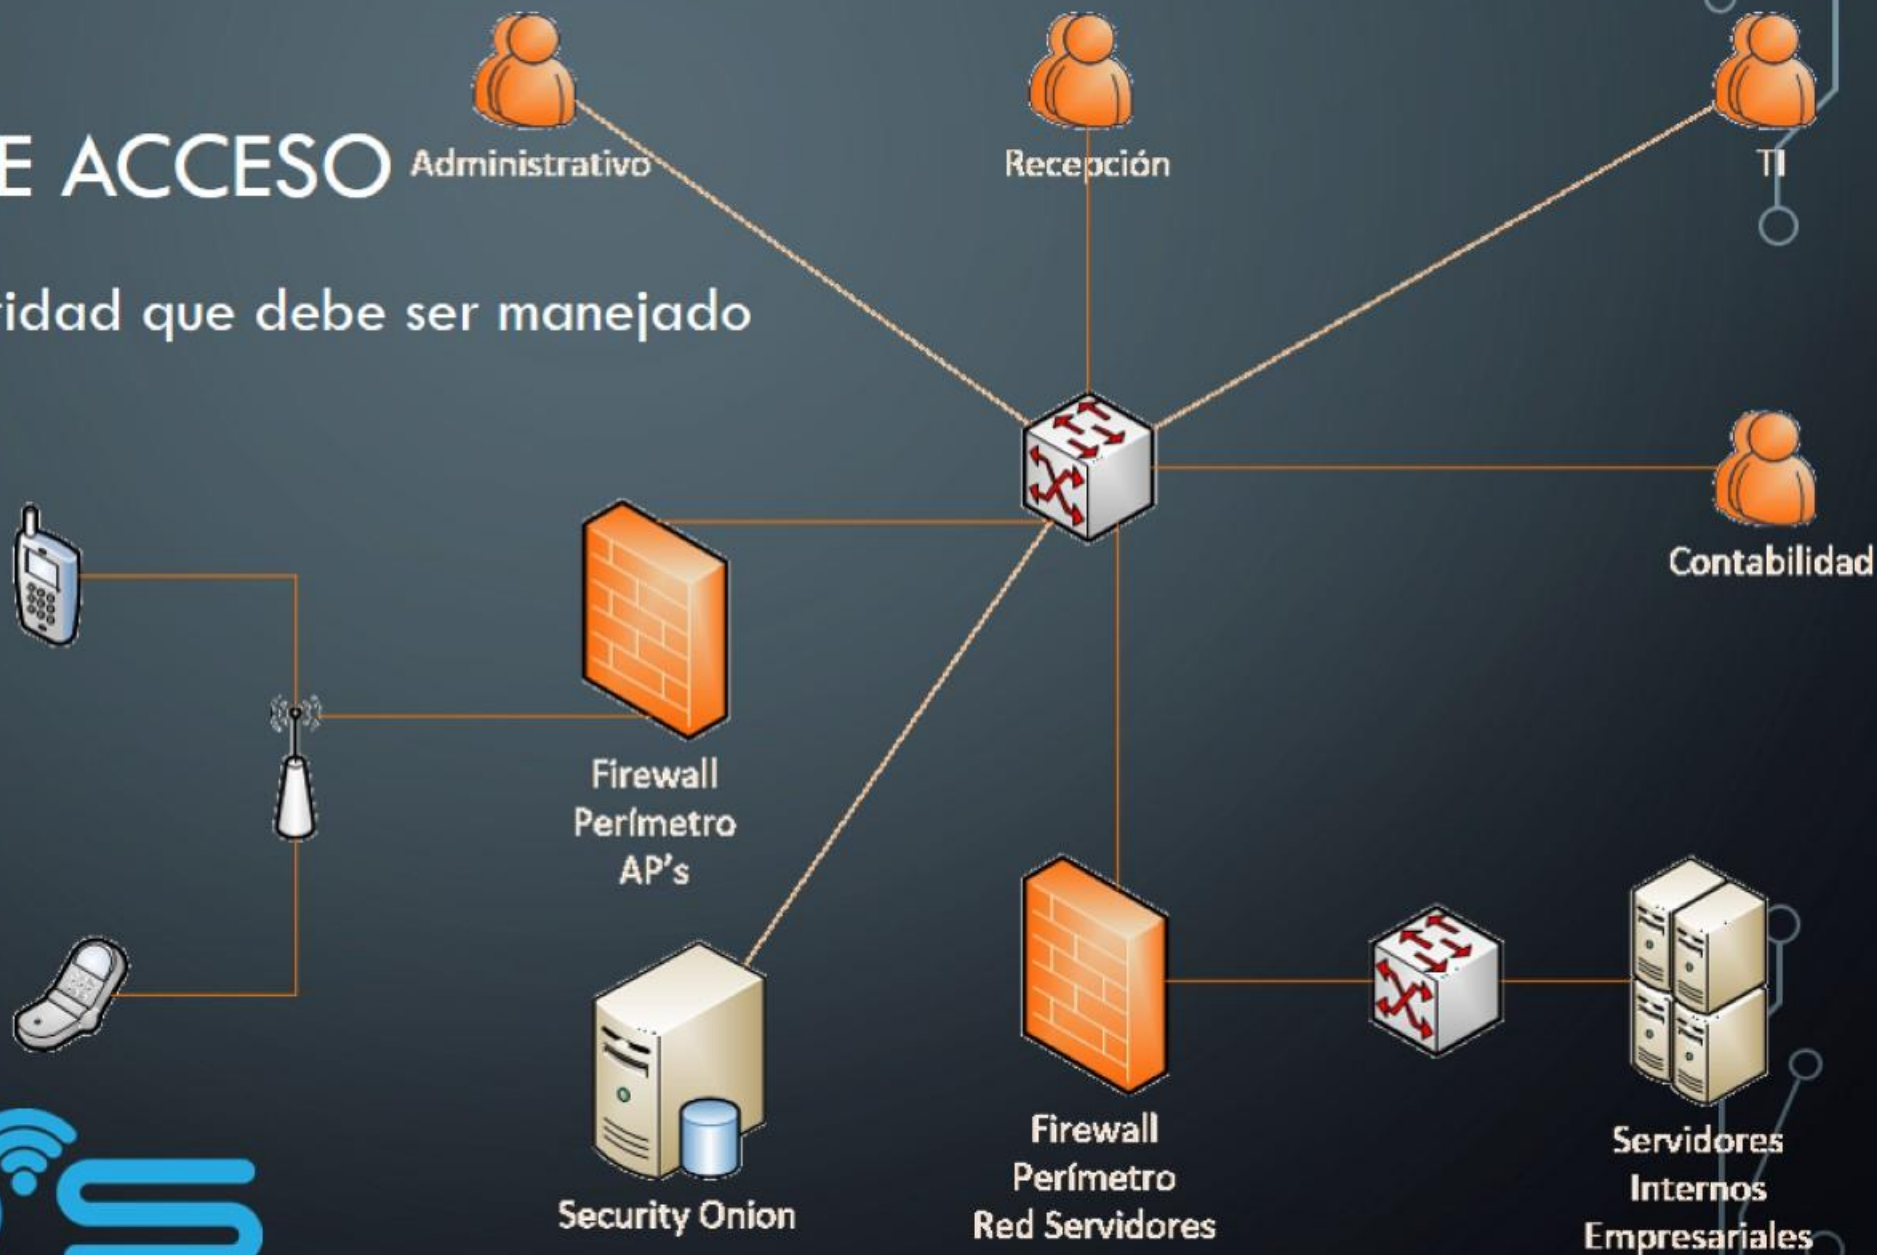 E ACCESO
idad que debe ser manejado
Administrativo
Recepción
TI
Contabilidad
Firewall
Perímetro
AP's
Security Onion
Firewall
Perímetro
Red Servidores
Servidores
Internos
Empresariales